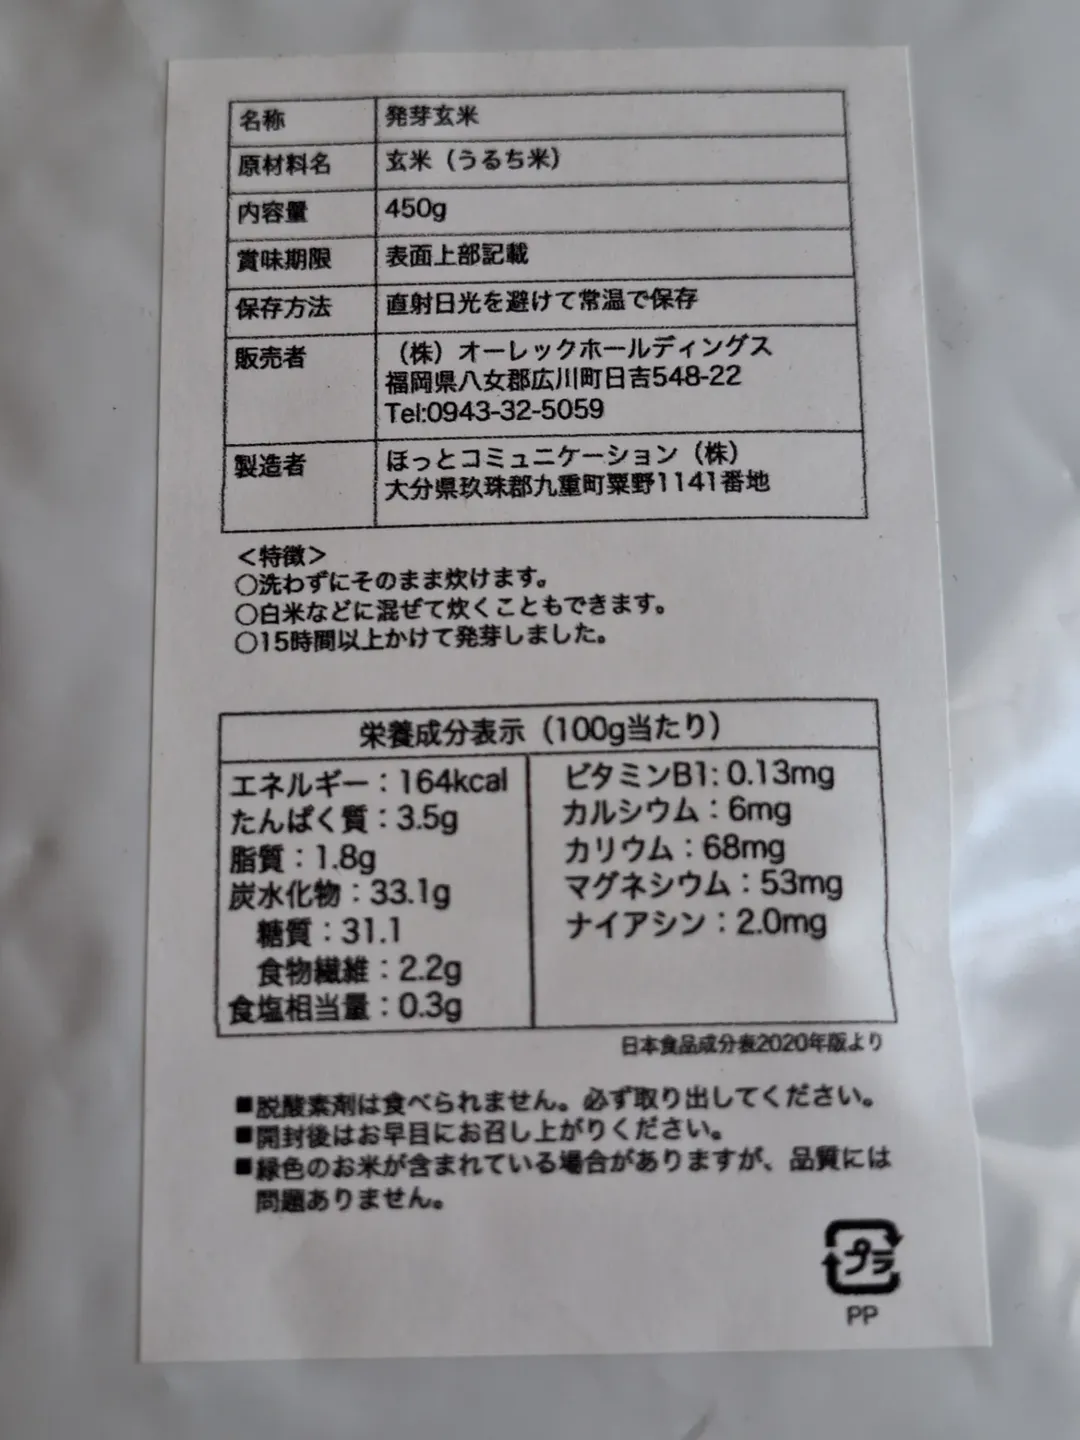 名称 発芽玄米
原材料名 玄米（うるち米）
内容量 450g
賞味期限 表面上部記載
保存方法 直射日光を避けて常温で保存
販売者 （株）オーレックホールディングス
福岡県八女郡広川町日吉548-22
Tel:0943-32-5059
製造者 ほっとコミュニケーション（株）
大分県玖珠郡九重町粟野1141番地
＜特徴＞
○洗わずにそのまま炊けます。
○白米などに混ぜて炊くこともできます。
○15時間以上かけて発芽しました。
栄養成分表示（100g当たり）
エネルギー：164kcal
たんぱく質：3.5g
脂質：1.8g
炭水化物：33.1g
糖質：31.1
食物繊維：2.2g
食塩相当量：0.3g
ビタミンB1: 0.13mg
カルシウム：6mg
カリウム：68mg
マグネシウム：53mg
ナイアシン：2.0mg
日本食品成分表2020年版より
■脱酸素剤は食べられません。必ず取り出してください。
■開封後はお早目にお召し上がりください。
■緑色のお米が含まれている場合がありますが、品質には
問題ありません。
プラ
PP